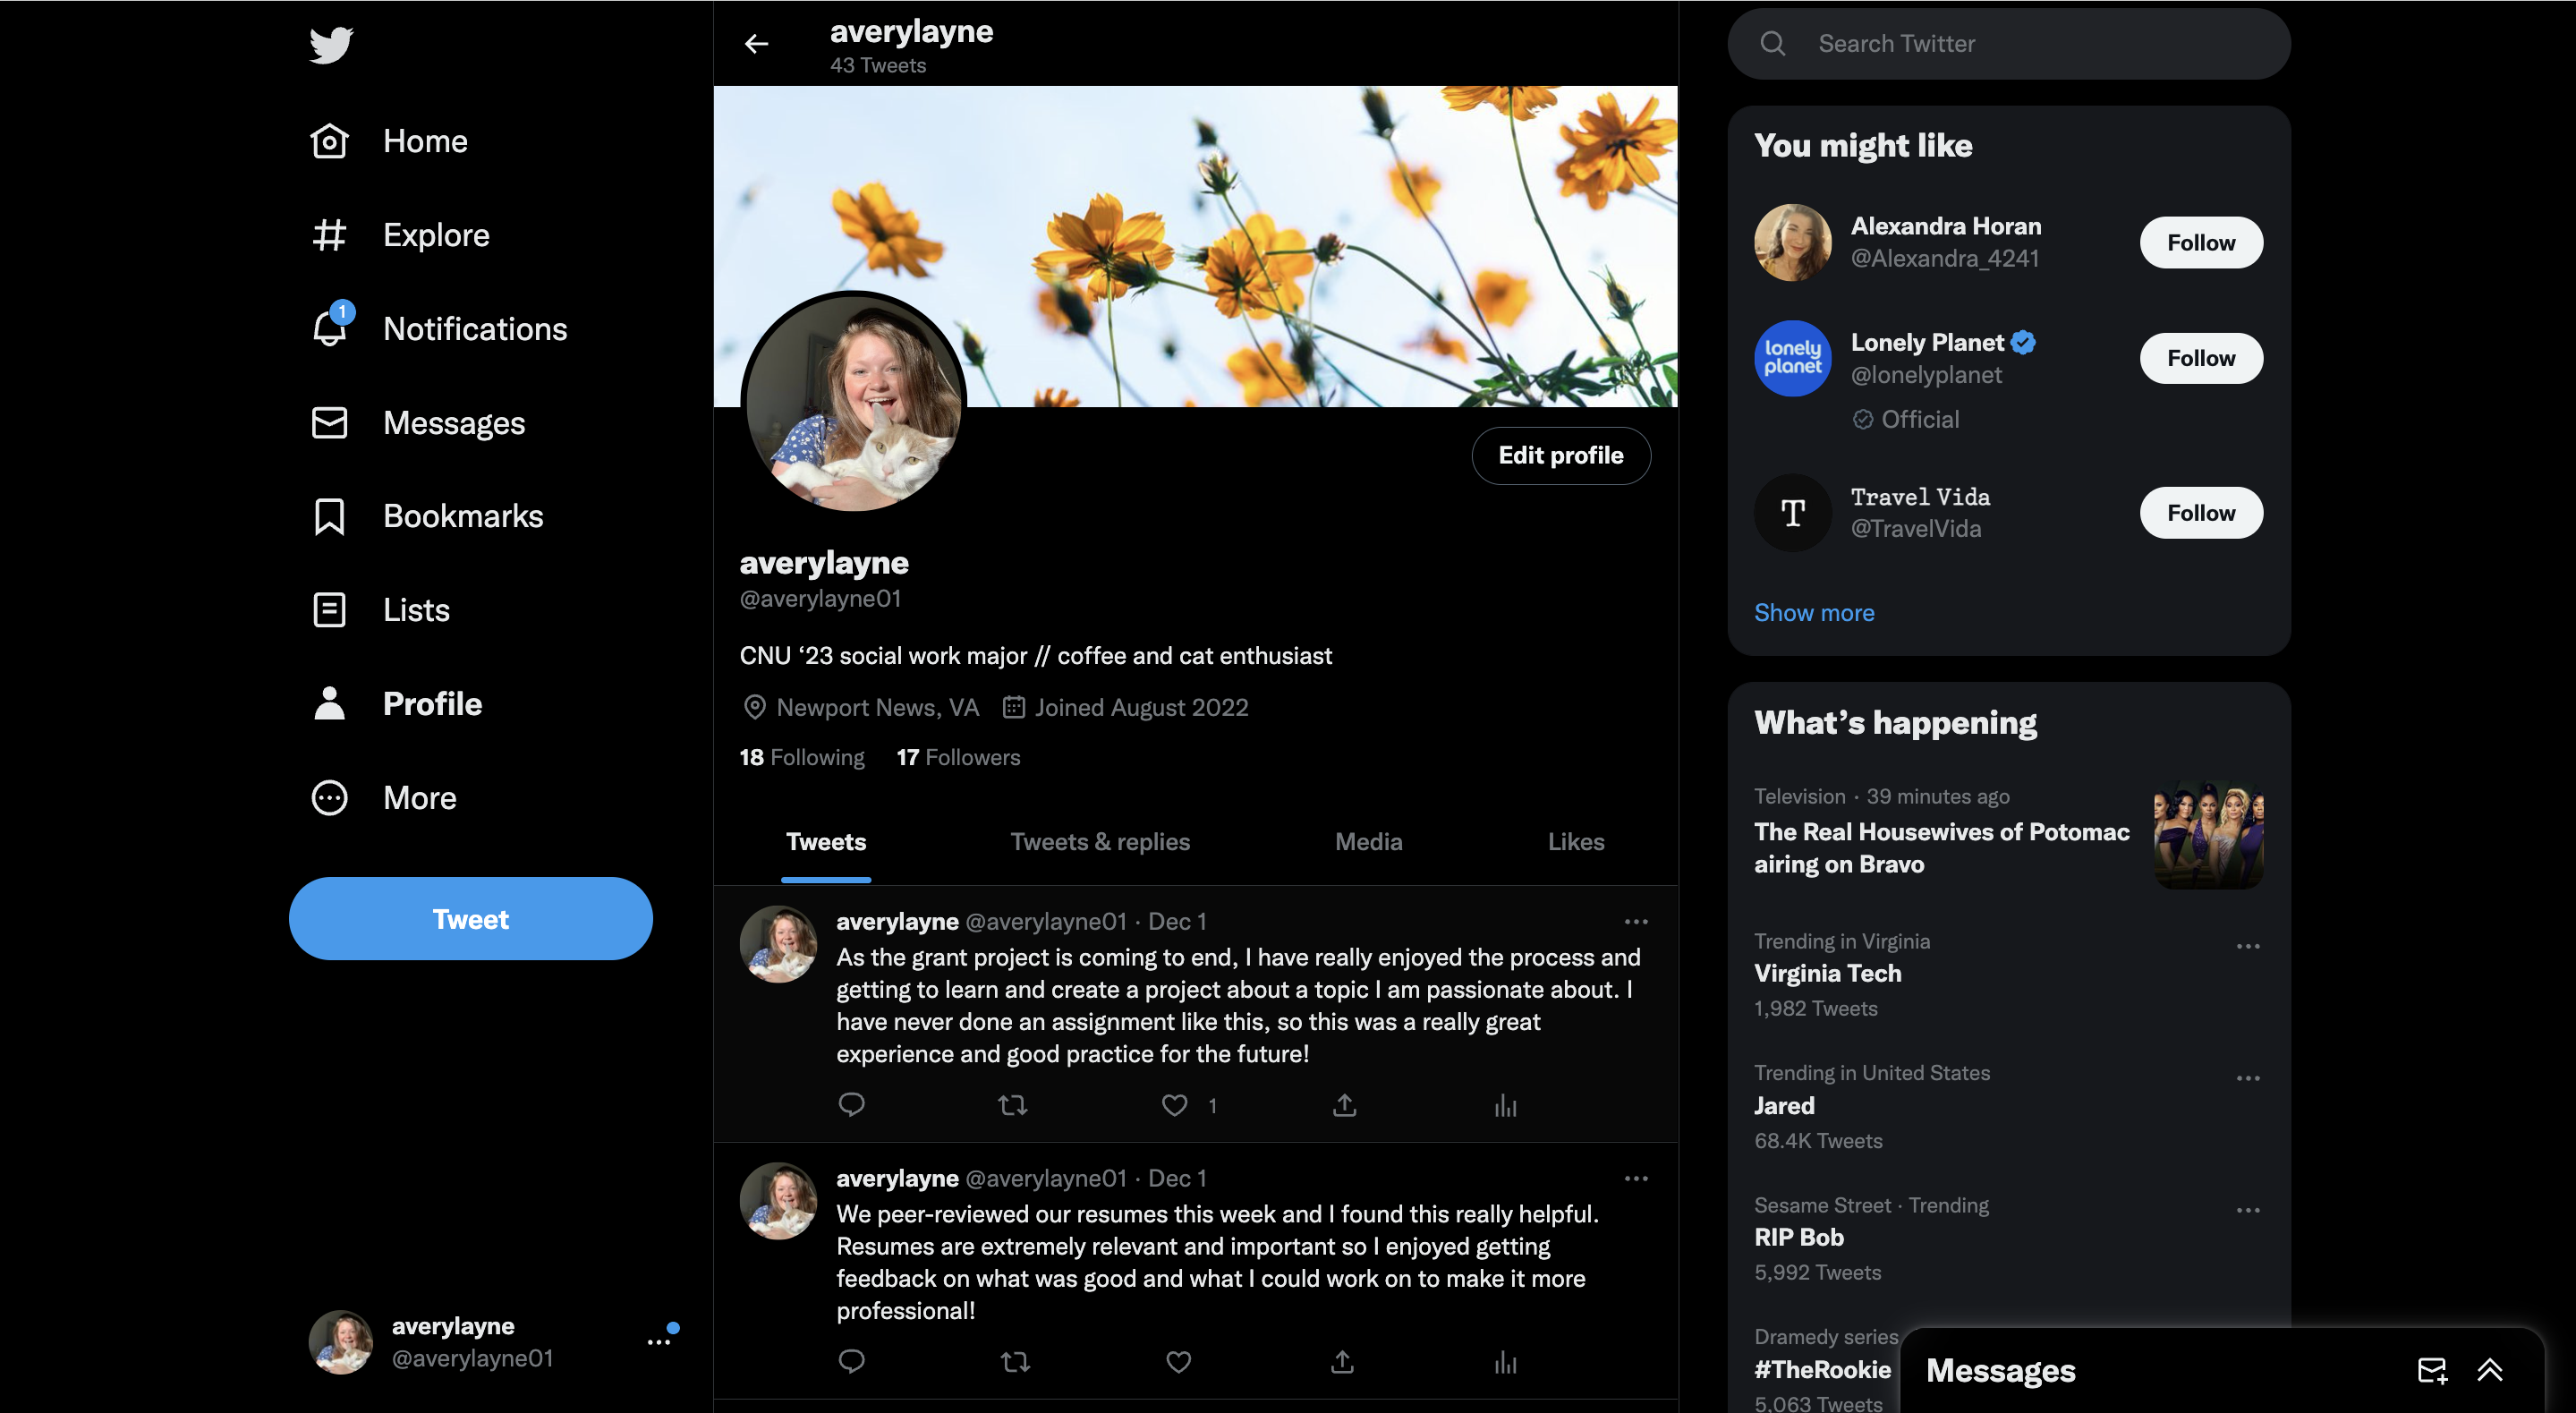 Home
Explore
1
Notifications
Messages
Bookmarks
Lists
Profile
More
Tweet
averylayne
@averylayne01
averylayne
43 Tweets
Edit profile
averylayne
@averylayne01
CNU ‘23 social work major // coffee and cat enthusiast
Newport News, VA Joined August 2022
18 Following 17 Followers
Tweets Tweets & replies Media Likes
averylayne @averylayne01 · Dec 1
As the grant project is coming to end, I have really enjoyed the process and
getting to learn and create a project about a topic I am passionate about. I
have never done an assignment like this, so this was a really great
experience and good practice for the future!
1
averylayne @averylayne01 · Dec 1
We peer-reviewed our resumes this week and I found this really helpful.
Resumes are extremely relevant and important so I enjoyed getting
feedback on what was good and what I could work on to make it more
professional!
Search Twitter
You might like
Alexandra Horan
@Alexandra_4241
Follow
lonely
planet
Lonely Planet
@lonelyplanet
Official
Follow
T
Travel Vida
@TravelVida
Follow
Show more
What’s happening
Television · 39 minutes ago
The Real Housewives of Potomac
airing on Bravo
Trending in Virginia
Virginia Tech
1,982 Tweets
Trending in United States
Jared
68.4K Tweets
Sesame Street · Trending
RIP Bob
5,992 Tweets
Dramedy series
#TheRookie
5,063 Tweets
Messages